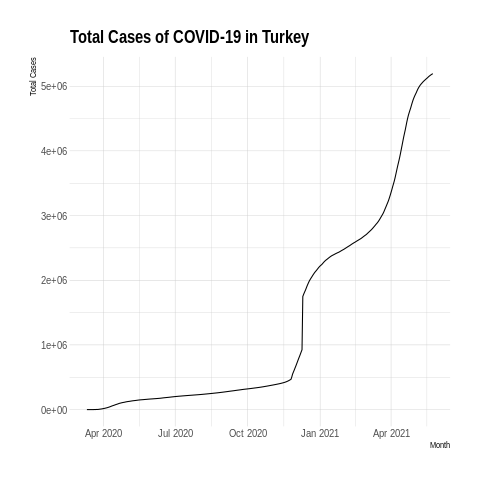 Total Cases of COVID-19 in Turkey
Total Cases
5e+06
4e+06
3e+06
2e+06
1e+06
0e+00
Apr 2020 Jul 2020 Oct 2020 Jan 2021 Apr 2021
Month